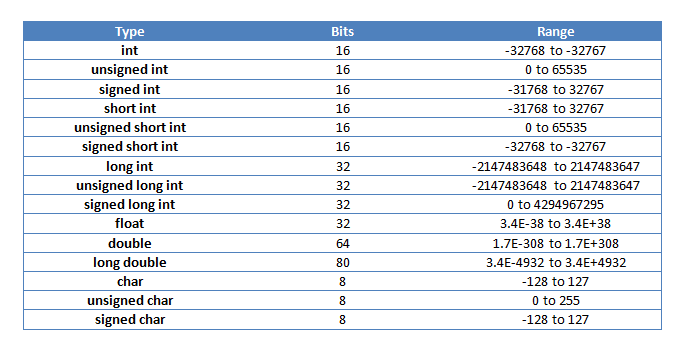 Type Bits Range
int 16 -32768 to -32767
unsigned int 16 0 to 65535
signed int 16 -31768 to 32767
short int 16 -31768 to 32767
unsigned short int 16 0 to 65535
signed short int 16 -32768 to -32767
long int 32 -2147483648 to 2147483647
unsigned long int 32 -2147483648 to 2147483647
signed long int 32 0 to 4294967295
float 32 3.4E-38 to 3.4E+38
double 64 1.7E-308 to 1.7E+308
long double 80 3.4E-4932 to 3.4E+4932
char 8 -128 to 127
unsigned char 8 0 to 255
signed char 8 -128 to 127